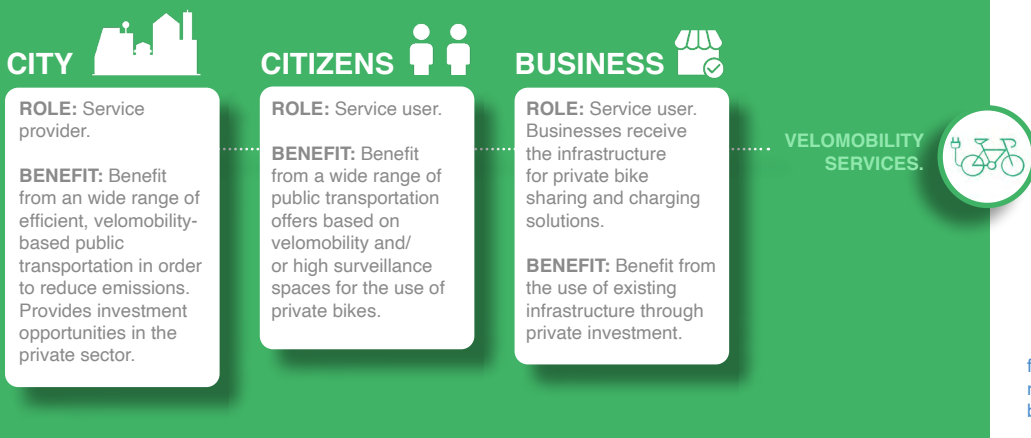 CITY
ROLE: Service
provider.
BENEFIT: Benefit
from an wide range of
efficient, velomobility-
based public
transportation in order
to reduce emissions.
Provides investment
opportunities in the
private sector.
CITIZENS
ROLE: Service user.
BENEFIT: Benefit
from a wide range of
public transportation
offers based on
velomobility and/
or high surveillance
spaces for the use of
private bikes.
BUSINESS
ROLE: Service user.
Businesses receive
the infrastructure
for private bike
sharing and charging
solutions.
BENEFIT: Benefit from
the use of existing
infrastructure through
private investment.
VELOMOBILITY
SERVICES.